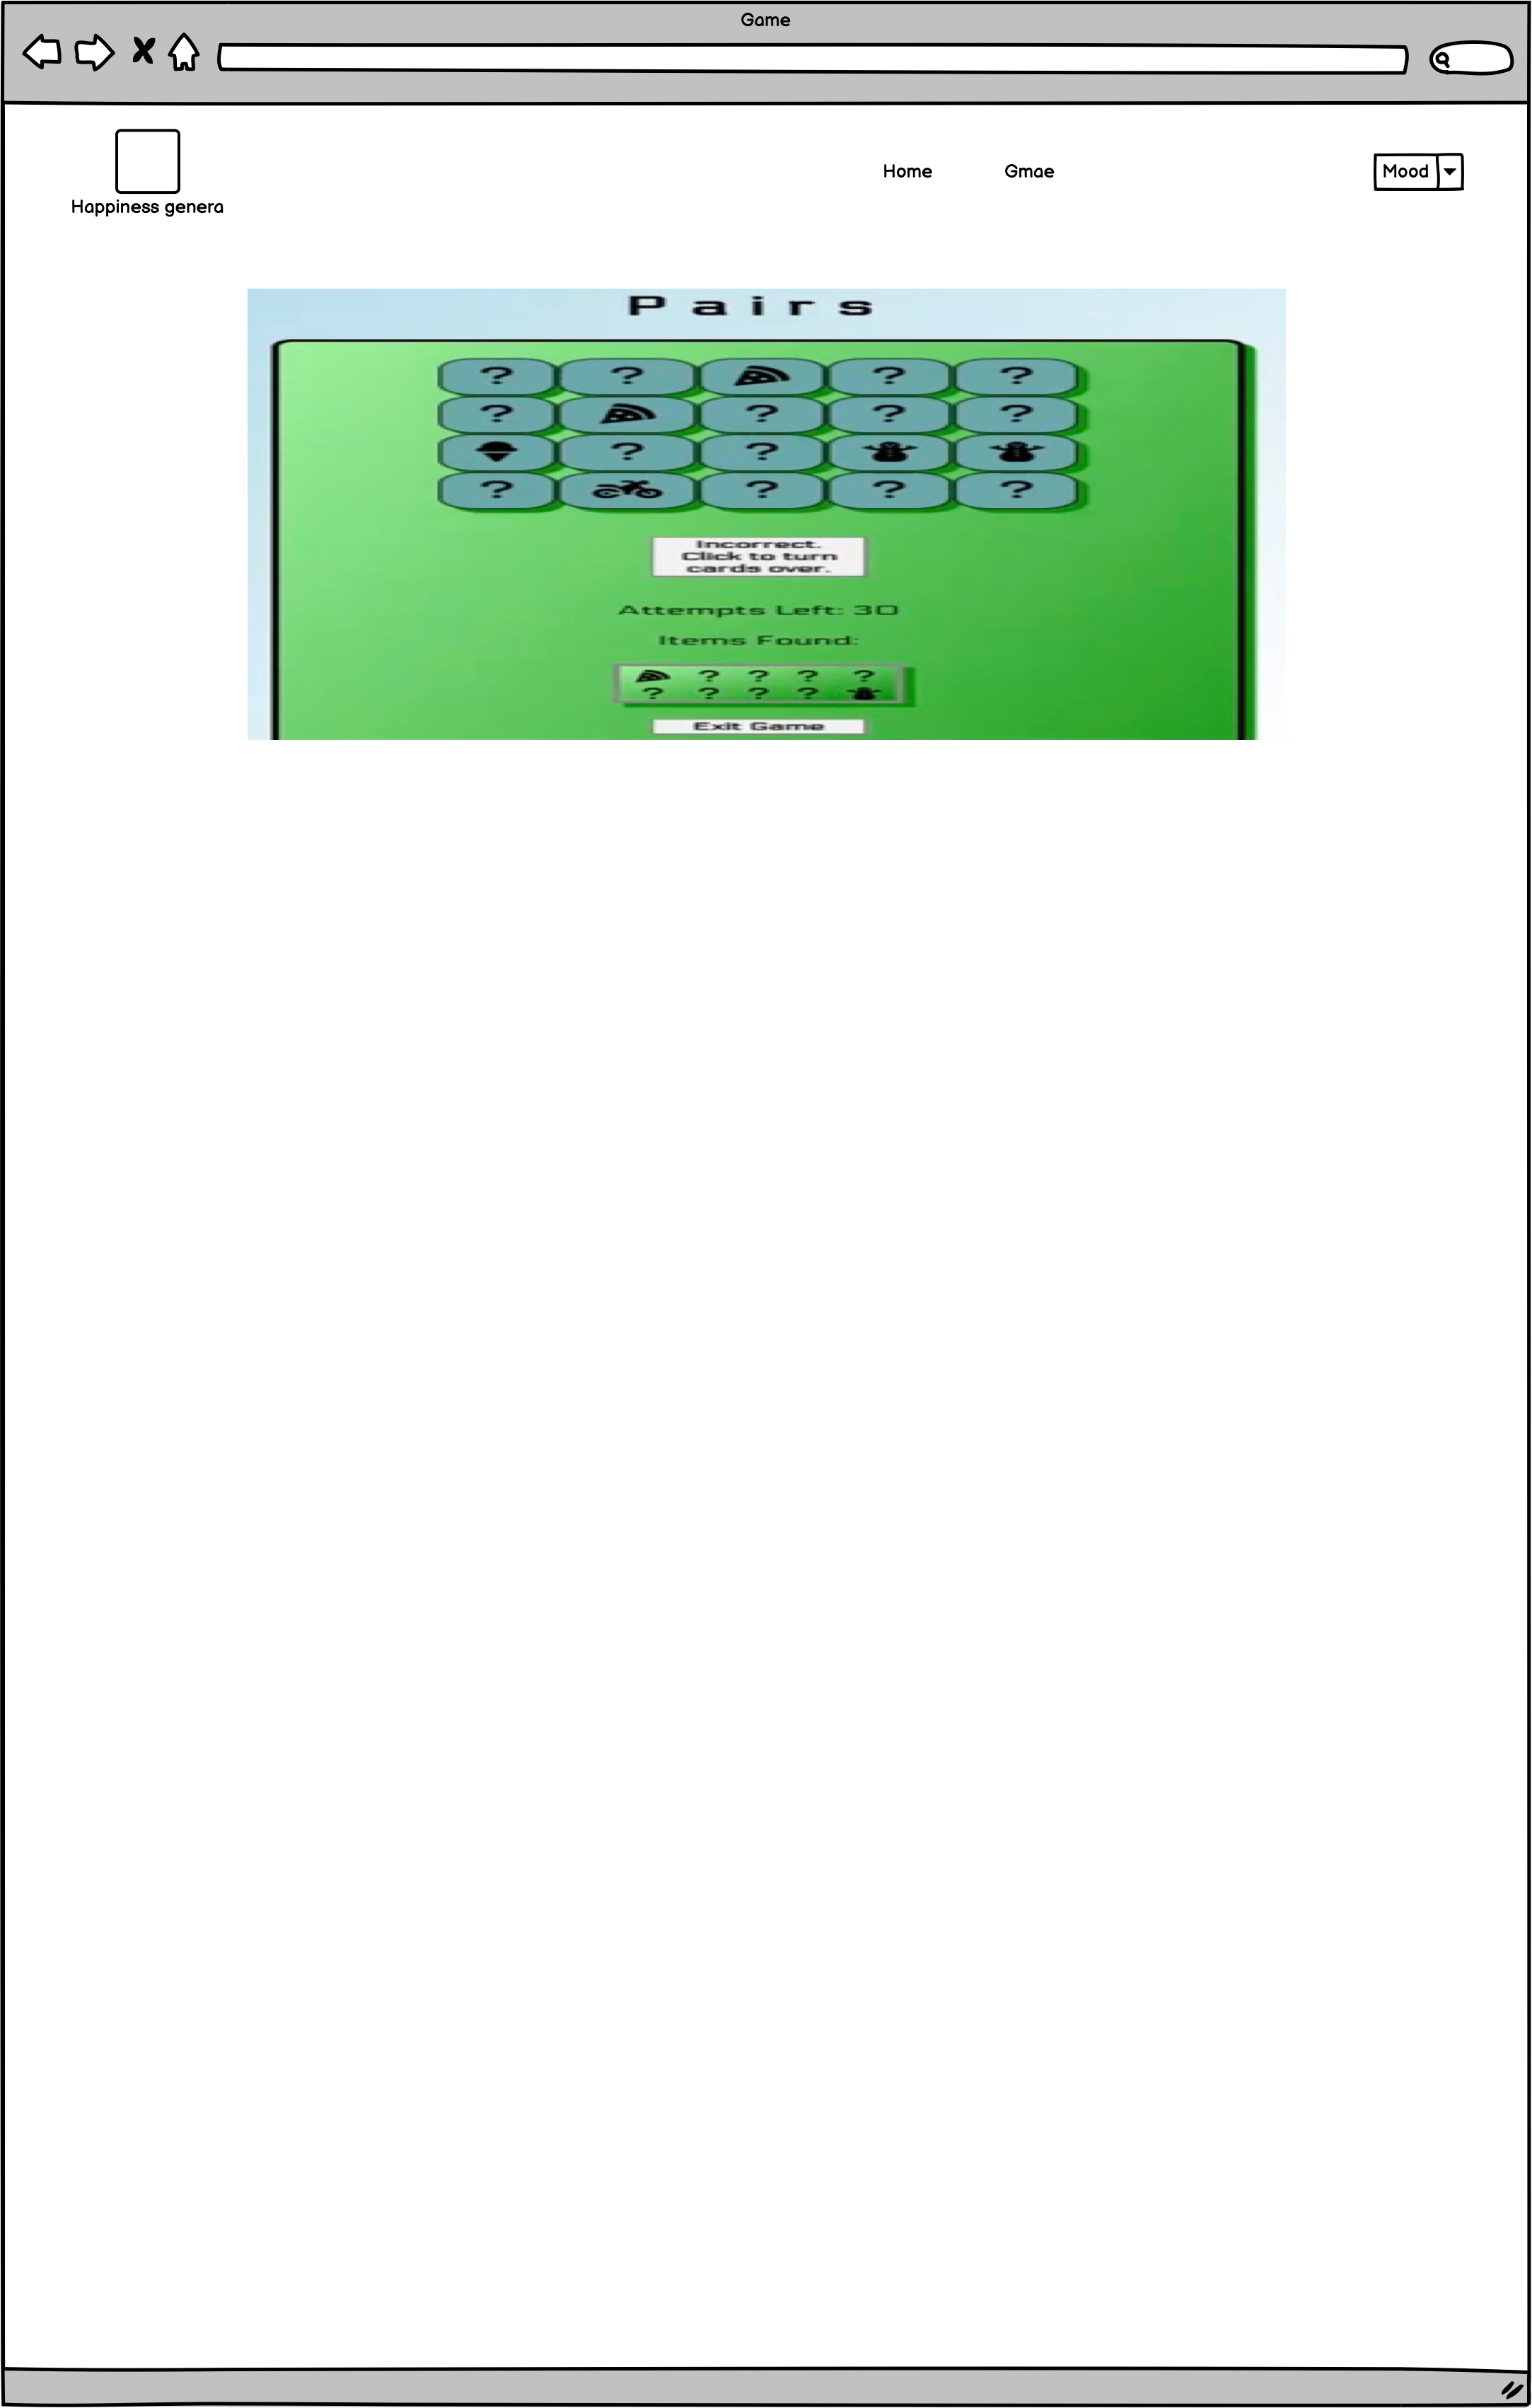 Game
Home Gmae Mood
Happiness genera
Pairs
? ? ? ?
? ? ? ?
? ?
? ? ? ?
Incorrect.
Click to turn
cards over.
Attempts Left: 30
Items Found:
? ? ? ?
? ? ? ?
Exit Game